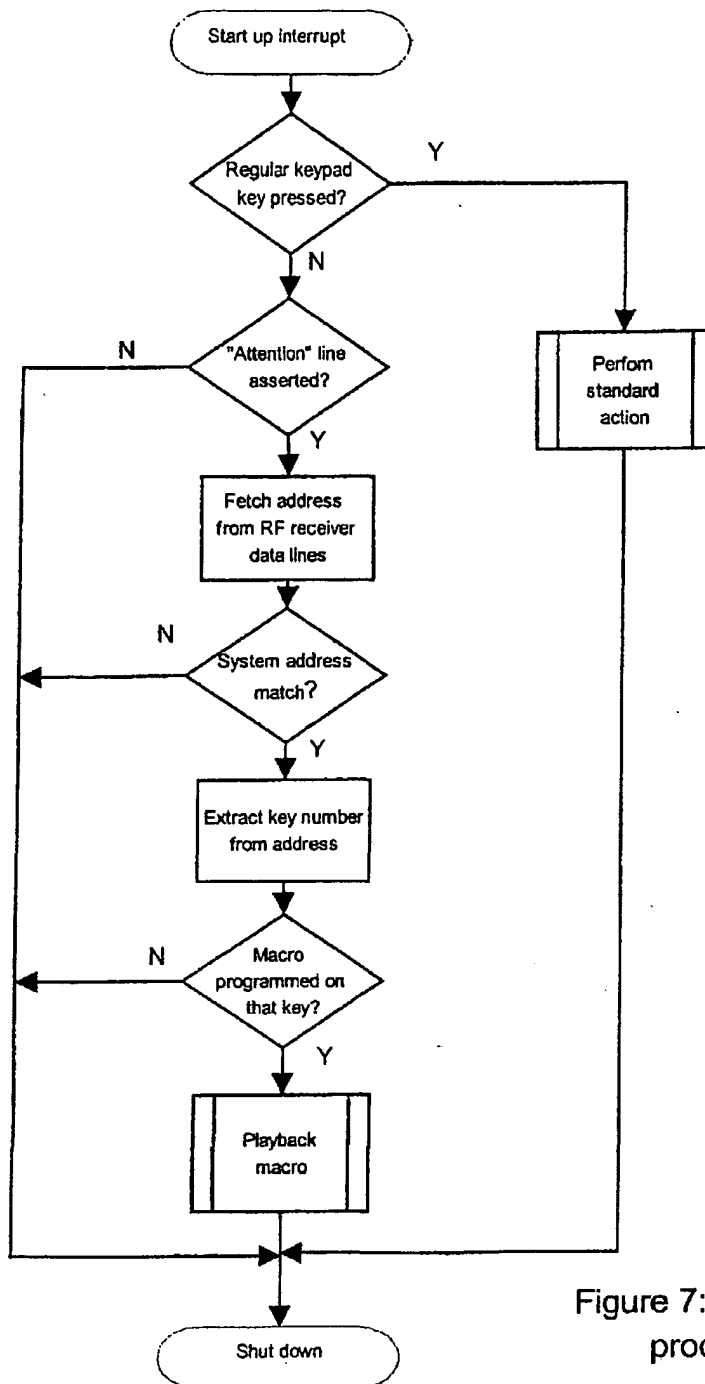 Start up interrupt
Regular keypad
key pressed?
Y
N
"Attention" line
asserted?
N
Y
Perfom
standard
action
Fetch address
from RF receiver
data lines
System address
match?
N
Y
Extract key number
from address
Macro
programmed on
that key?
N
Y
Playback
macro
Shut down
Figure 7: